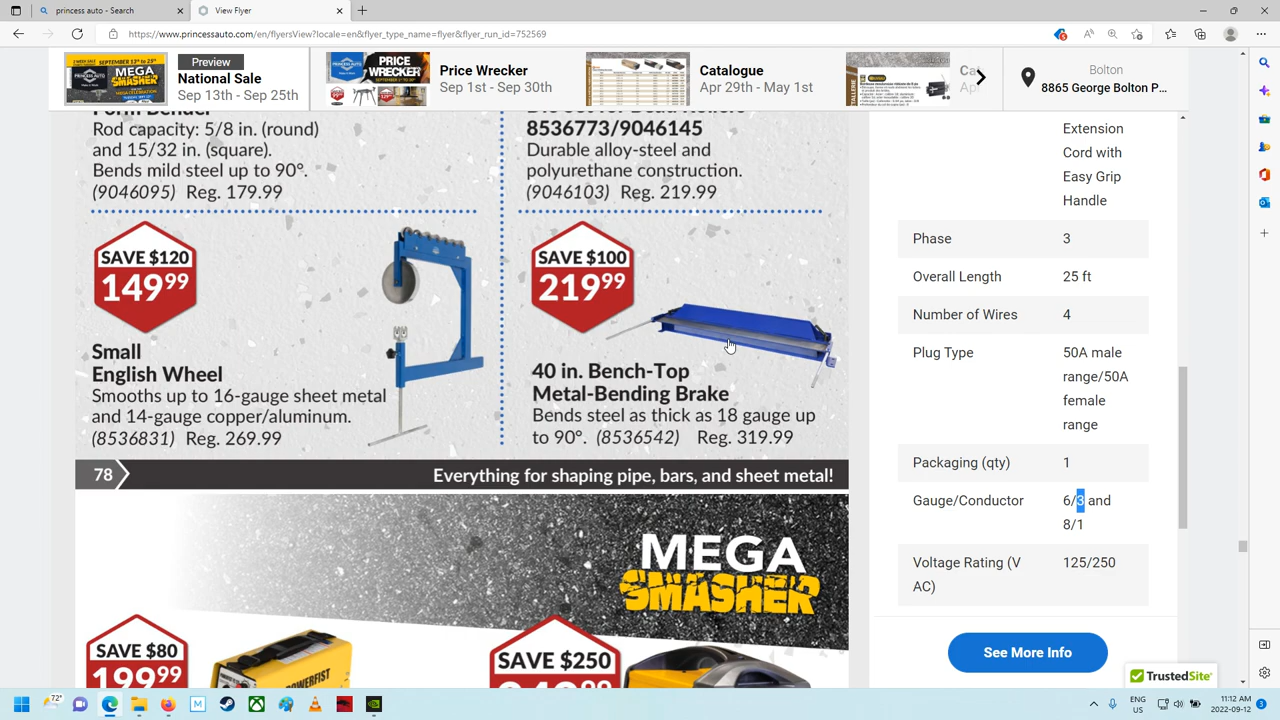 princess auto - Search
View Flyer
https://www.princessauto.com/en/flyersView?locale=en&flyer_type_name=flyer&flyer_run_id=752569
Preview
National Sale
th - Sep 25th
Price Wrecker
Sep 1st - Sep 30th
Catalogue
Apr 29th - May 1st
8865 George Bolton
Rod capacity: 5/8 in. (round)
and 15/32 in. (square).
Bends mild steel up to 90°.
(9046095) Reg. 179.99
8536773/9046145
Durable alloy-steel and
polyurethane construction.
(9046103) Reg. 219.99
SAVE $120
149 99
Small
English Wheel
Smooths up to 16-gauge sheet metal
and 14-gauge copper/aluminum.
(8536831) Reg. 269.99
SAVE $100
219 99
40 in. Bench-Top
Metal-Bending Brake
Bends steel as thick as 18 gauge up
to 90°. (8536542) Reg. 319.99
78
Everything for shaping pipe, bars, and sheet metal!
MEGA
SMASHER
SAVE $80
199 99
POWERFIST
SAVE $250
Extension
Cord with
Easy Grip
Handle
Phase 3
Overall Length 25 ft
Number of Wires 4
Plug Type 50A male
range/50A
female
range
Packaging (qty) 1
Gauge/Conductor 6/3 and
8/1
Voltage Rating (V 125/250
AC)
See More Info
TrustedSite
72°
ENG
US
11:12 AM
2022-09-12